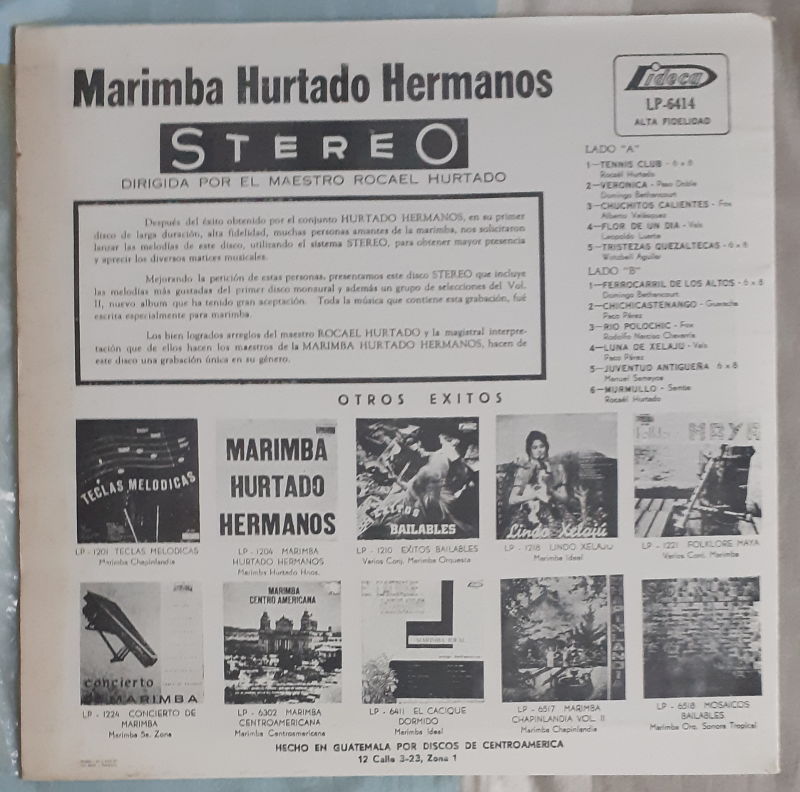 Marimba Hurtado Hermanos
STEREO
DIRIGIDA POR EL MAESTRO ROCAEL HURTADO
Dideca
LP-6414
ALTA FIDELIDAD
Después del éxito obtenido por el conjunto HURTADO HERMANOS, en su primer
disco de larga duración, alta fidelidad, muchas personas amantes de la marimba, nos solicitaron
lanzar las melodías de este disco, utilizando el sistema STEREO, para obtener mayor presencia
y aprecir los diversos matices musicales.
Mejorando la petición de estas personas, presentamos este disco STEREO que incluye
las melodías más gustadas del primer disco monaural y además un grupo de selecciones del Vol.
II, nuevo album que ha tenido gran aceptación. Toda la música que contiene esta grabación, fué
escrita especialmente para marimba.
Los bien logrados arreglos del maestro ROCAEL HURTADO y la magistral interpre-
tación que de ellos hacen los maestros de la MARIMBA HURTADO HERMANOS, hacen de
este disco una grabación única en su género.
LADO "A"
1—TENNIS CLUB - 6 x 8
Rocaél Hurtado
2—VERONICA - Paso Doble
Domingo Bethancourt
3—CHUCHITOS CALIENTES - Fox
Alberto Velásquez
4—FLOR DE UN DIA - Vals
Leopoldo
5—TRISTEZAS QUEZALTECAS - 6 x 8
Wotzbelí Aguilar
LADO "B"
1—FERROCARRIL DE LOS ALTOS - 6 x 8
Domingo Bethancourt
2—CHICHICASTENANGO - Guaracha
Paco Pérez
3—RIO POLOCHIC - Fox
Rodolfo Narciso Chavarría
4—LUNA DE XELAJU - Vals
Paco Pérez
5—JUVENTUD ANTIGUEÑA 6 x 8
Manuel Samayoa
6—MURMULLO - Samba
Rocaél Hurtado
OTROS EXITOS
TECLAS MELODICAS
MARIMBA
HURTADO
HERMANOS
EXITOS
BAILABLES
Lindo Xelajú
MAYA
LP - 1201 TECLAS MELODICAS
Marimba Chapinlandia
LP - 1204 MARIMBA
HURTADO HERMANOS
Marimba Hurtado Hnos.
LP - 1210 EXITOS BAILABLES
Varios Conj. Marimba Orquesta
LP - 1218 LINDO XELAJU
Marimba Ideal
LP - 1221 FOLKLORE MAYA
Varios Conj. Marimba
concierto
DE MARIMBA
MARIMBA
CENTRO AMERICANA
MARIMBA IDEAL
LP - 1224 CONCIERTO DE
MARIMBA
Marimba Se. Zona
LP - 6302 MARIMBA
CENTROAMERICANA
Marimba Centroamericana
LP - 6411 EL CACIQUE
DORMIDO
Marimba Ideal
LP - 6517 MARIMBA
CHAPINLANDIA VOL. II
Marimba Chapinlandia
LP - 6518 MOSAICOS
BAILABLES
Marimba Orq. Sonora Tropical
HECHO EN GUATEMALA POR DISCOS DE CENTROAMERICA
12 Calle 3-23, Zona 1